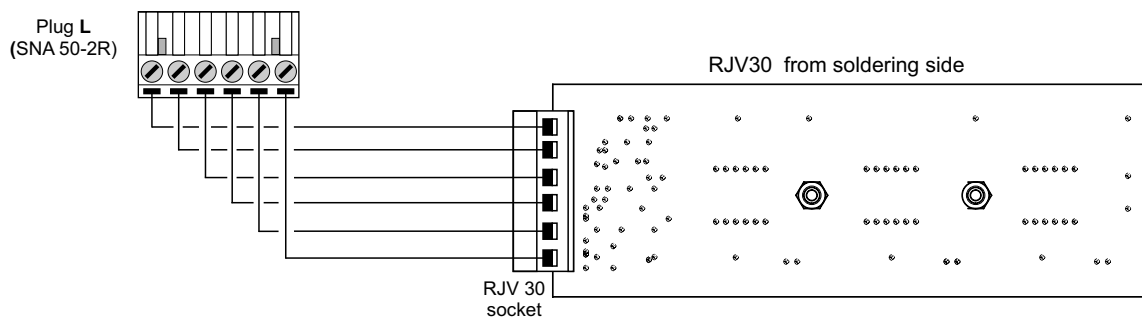 Plug L
(SNA 50-2R)
RJV30 from soldering side
RJV 30
socket